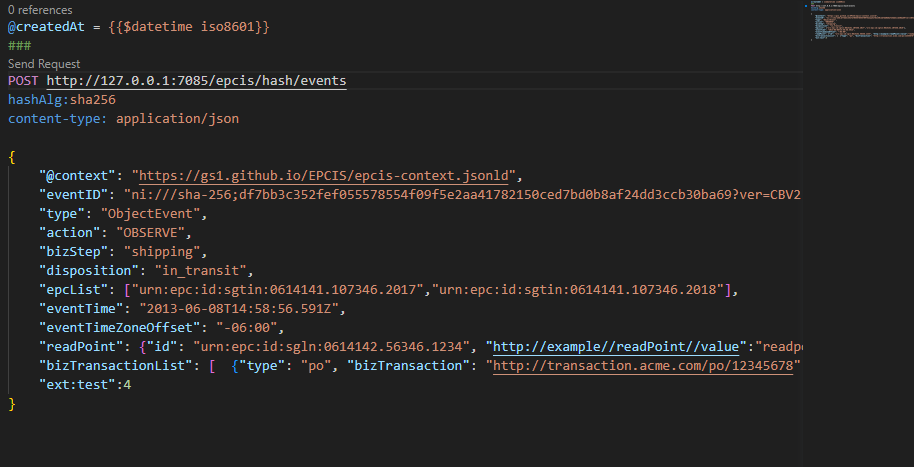 0 references
@createdAt = {{$datetime iso8601}}
###
Send Request
POST http://127.0.0.1:7085/epcis/hash/events
hashAlg:sha256
content-type: application/json
{
"@context": "https://gs1.github.io/EPCIS/epcis-context.jsonld",
"eventID": "ni:///sha-256;df7bb3c352fef055578554f09f5e2aa41782150ced7bd0b8af24dd3ccb30ba69?ver=CBV2
"type": "ObjectEvent",
"action": "OBSERVE",
"bizStep": "shipping",
"disposition": "in_transit",
"epcList": ["urn:epc:id:sgtin:0614141.107346.2017","urn:epc:id:sgtin:0614141.107346.2018"],
"eventTime": "2013-06-08T14:58:56.591Z",
"eventTimeZoneOffset": "-06:00",
"readPoint": {"id": "urn:epc:id:sgln:0614142.56346.1234", "http://example//readPoint//value":"readpo
"bizTransactionList": [  {"type": "po", "bizTransaction": "http://transaction.acme.com/po/12345678"
"ext:test":4
}